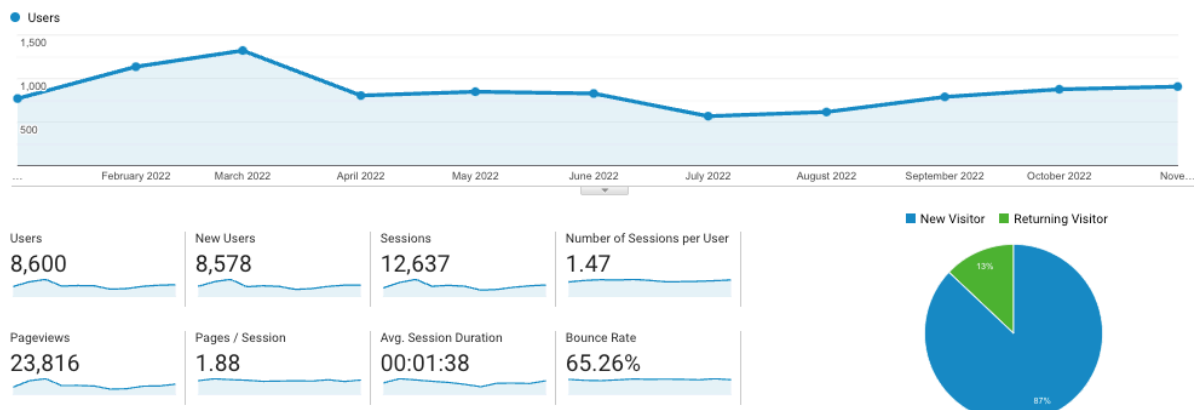 Users
1,500
1,000
500
... February 2022 March 2022 April 2022 May 2022 June 2022 July 2022 August 2022 September 2022 October 2022 Nove...
New Visitor Returning Visitor
Users New Users Sessions Number of Sessions per User
8,600 8,578 12,637 1.47
13%
Pageviews Pages / Session Avg. Session Duration Bounce Rate
23,816 1.88 00:01:38 65.26%
87%